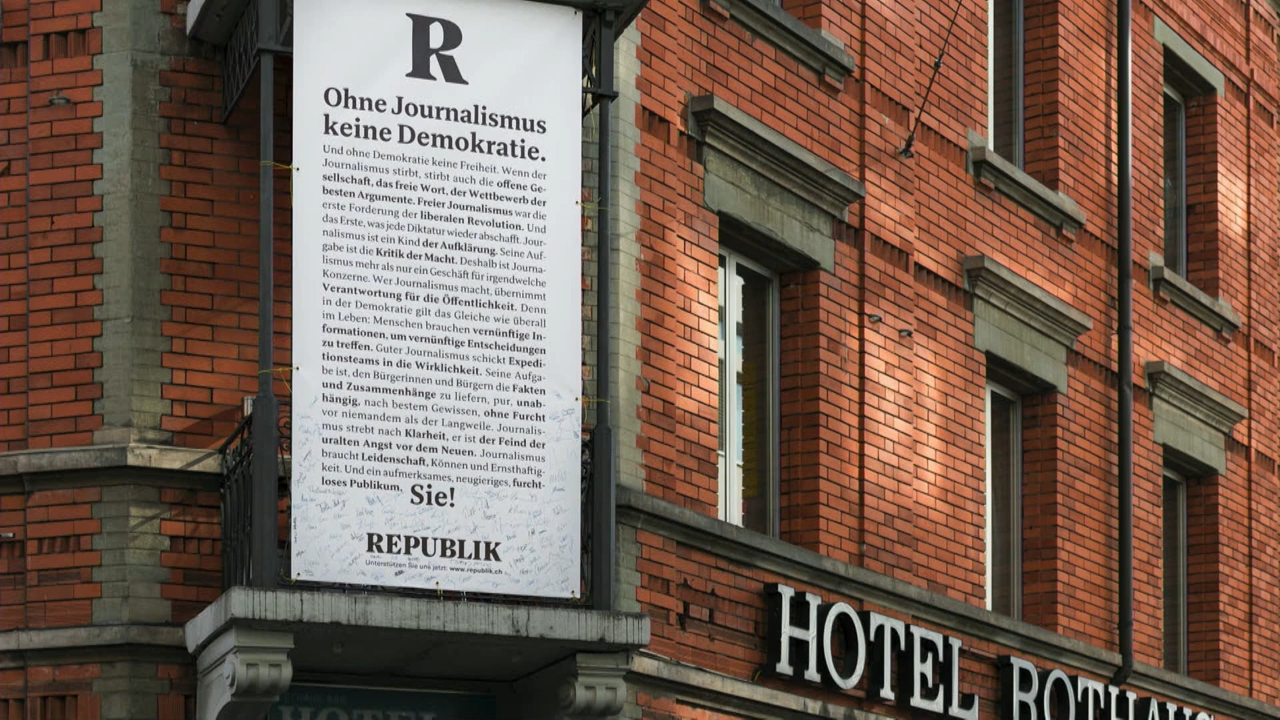 R
Ohne Journalismus
keine Demokratie.
Und ohne Demokratie keine Freiheit. Wenn der
Journalismus stirbt, stirbt auch die offene Ge-
sellschaft, das freie Wort, der Wettbewerb der
besten Argumente. Freier Journalismus war die
erste Forderung der liberalen Revolution. Und
das Erste, was jede Diktatur wieder abschafft. Jour-
nalismus ist ein Kind der Aufklärung. Seine Auf-
gabe ist die Kritik der Macht. Deshalb ist Journa-
lismus mehr als nur ein Geschäft für irgendwelche
Konzerne. Wer Journalismus macht, übernimmt
Verantwortung für die Öffentlichkeit. Denn
in der Demokratie gilt das Gleiche wie überall
im Leben: Menschen brauchen vernünftige In-
formationen, um vernünftige Entscheidungen
zu treffen. Guter Journalismus schickt Expedi-
tionsteams in die Wirklichkeit. Seine Aufga-
be ist, den Bürgerinnen und Bürgern die Fakten
und Zusammenhänge zu liefern, pur, unab-
hängig, nach bestem Gewissen, ohne Furcht
vor niemandem als der Langweile. Journalis-
mus strebt nach Klarheit, er ist der Feind der
uralten Angst vor dem Neuen. Journalismus
braucht Leidenschaft, Können und Ernsthaftig-
keit. Und ein aufmerksames, neugieriges, furcht-
loses Publikum, Sie!
REPUBLIK
Unterstützen Sie uns jetzt: www.republik.ch
HOTEL ROTHAUS
HOTEL